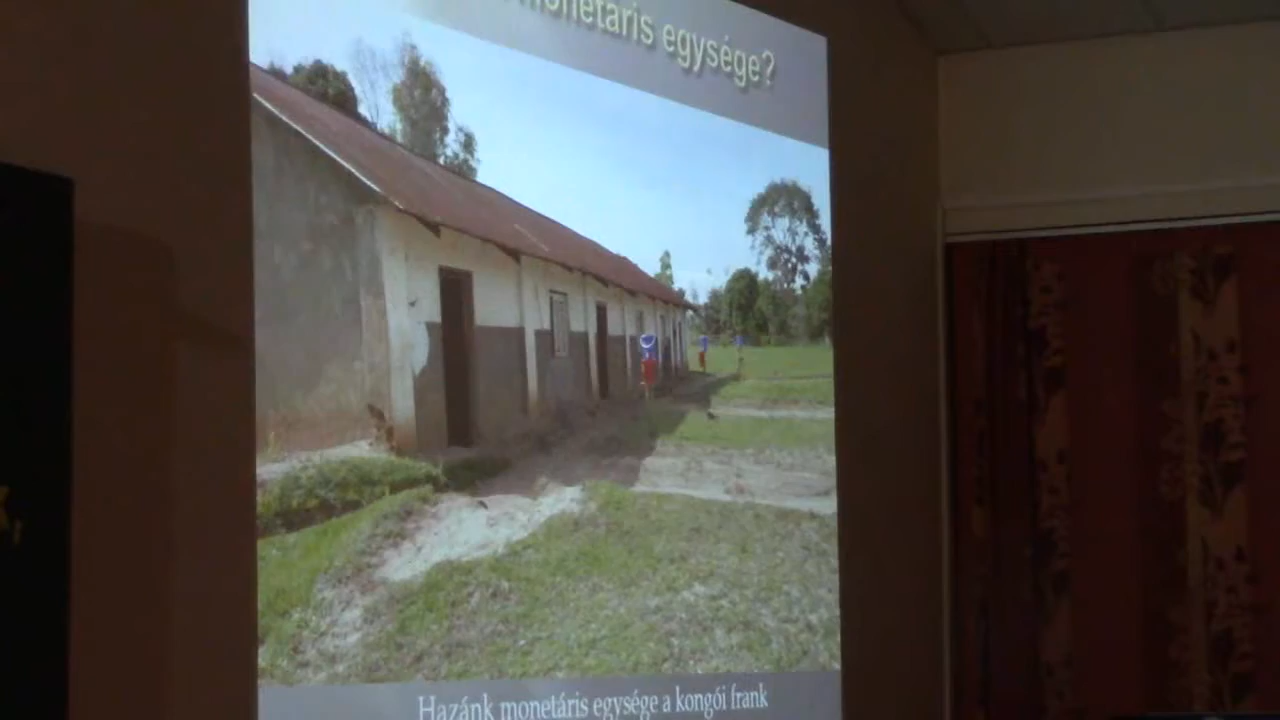 monetáris egysége?
Hazánk monetáris egysége a kongói frank